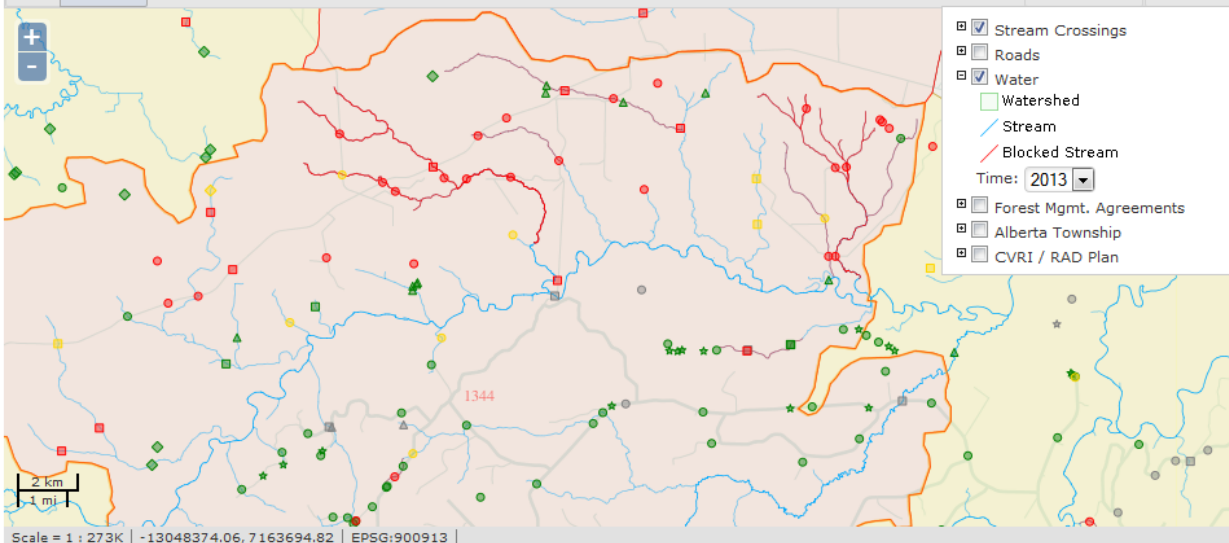 +
-
Stream Crossings
Roads
Water
Watershed
Stream
Blocked Stream
Time: 2013
Forest Mgmt. Agreements
Alberta Township
CVRI / RAD Plan
1344
2 km
1 mi
Scale = 1 : 273K | -13048374.06, 7163694.82 | EPSG:900913 |